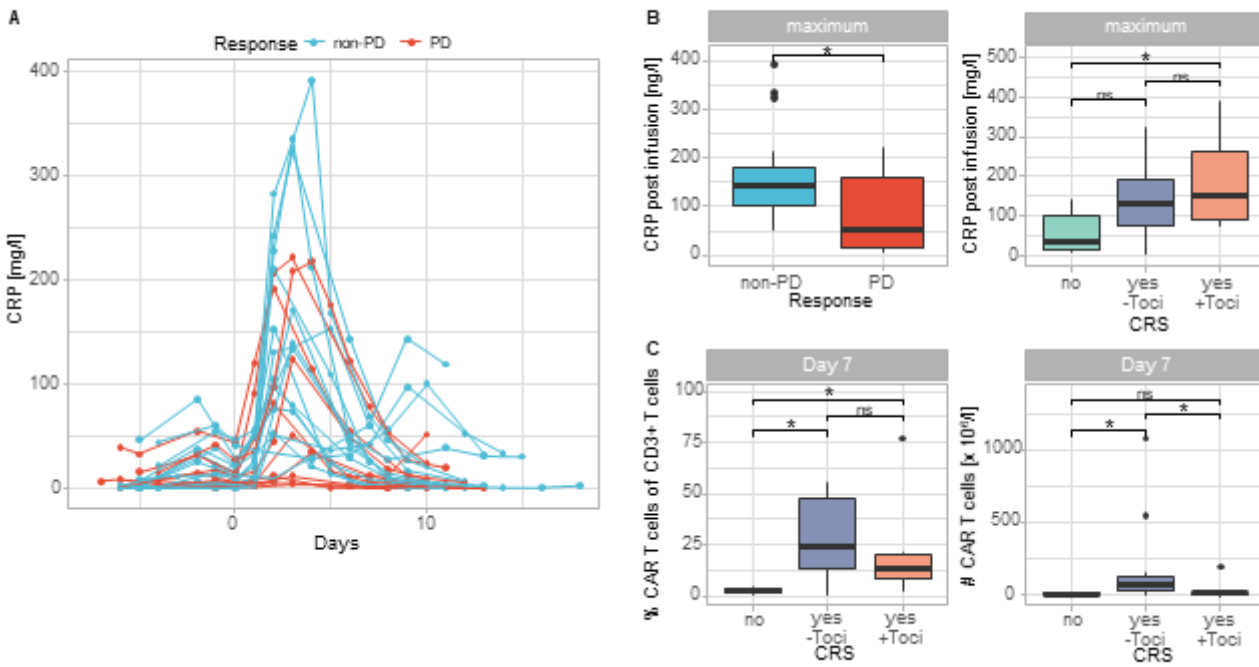 A
Response non-PD PD
400
300
200
100
0
CRP [mg/l]
0 10
Days
B
maximum
*
400
300
200
100
0
CRP post infusion [ng/l]
non-PD PD
Response
maximum
*
ns
ns
500
400
300
200
100
0
CRP post infusion [mg/l]
no yes yes
-Toci +Toci
CRS
C
Day 7
*
ns
*
100
75
50
25
0
% CAR T cells of CD3+ T cells
no yes yes
-Toci +Toci
CRS
Day 7
ns
*
*
1000
500
0
# CAR T cells [x 10⁶/l]
no yes yes
-Toci +Toci
CRS